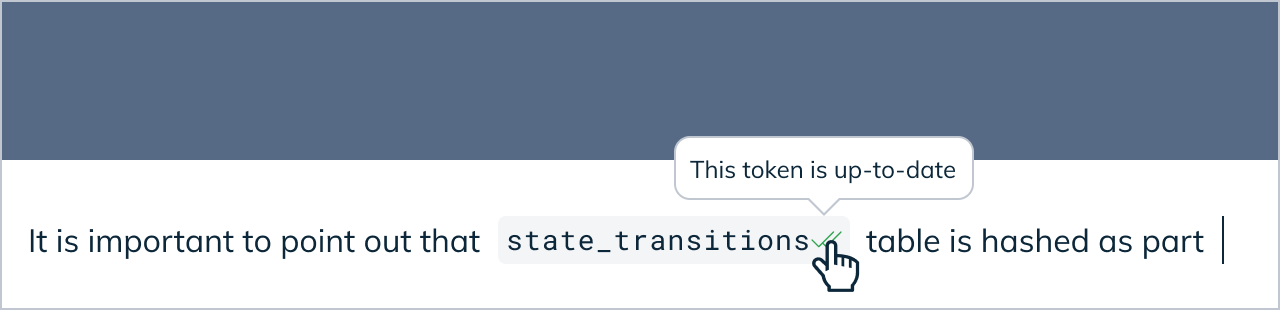 This token is up-to-date
It is important to point out that state_transitions table is hashed as part